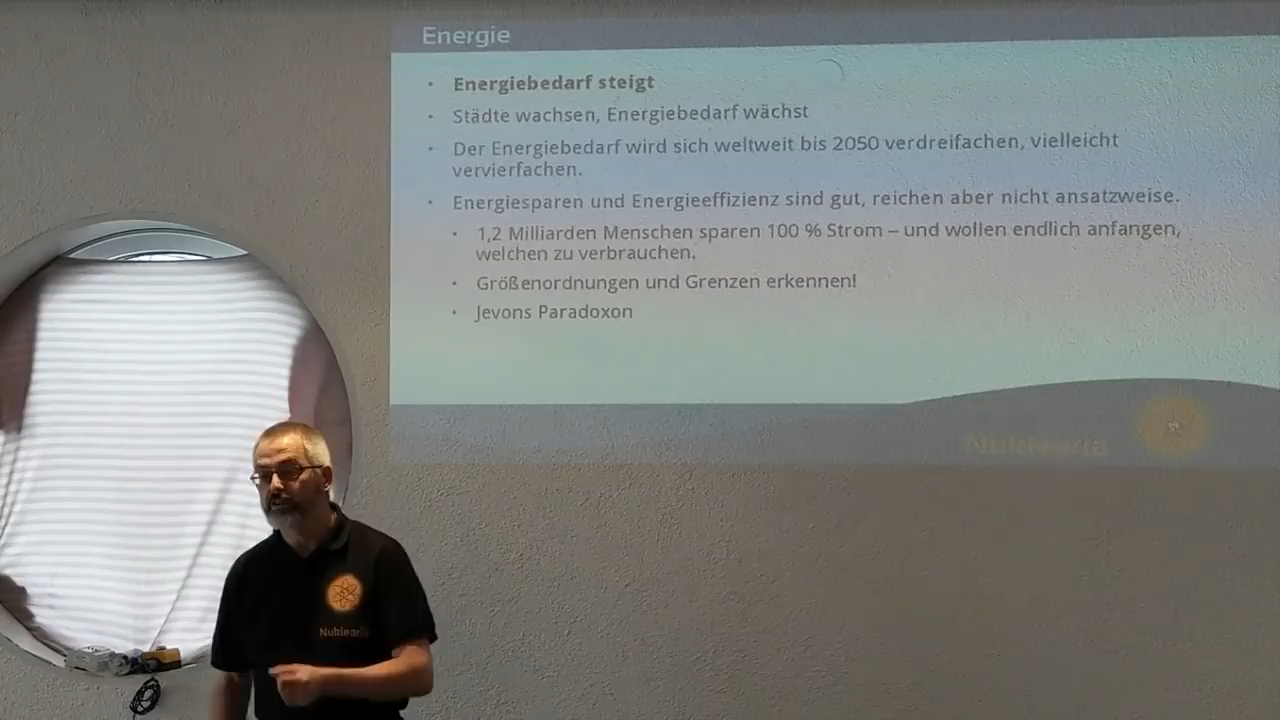 Energie
• Energiebedarf steigt
• Städte wachsen, Energiebedarf wächst
• Der Energiebedarf wird sich weltweit bis 2050 verdreifachen, vielleicht
vervierfachen.
• Energiesparen und Energieeffizienz sind gut, reichen aber nicht ansatzweise.
• 1,2 Milliarden Menschen sparen 100 % Strom – und wollen endlich anfangen,
welchen zu verbrauchen.
• Größenordnungen und Grenzen erkennen!
• Jevons Paradoxon
Nuklearia
Nuklearia